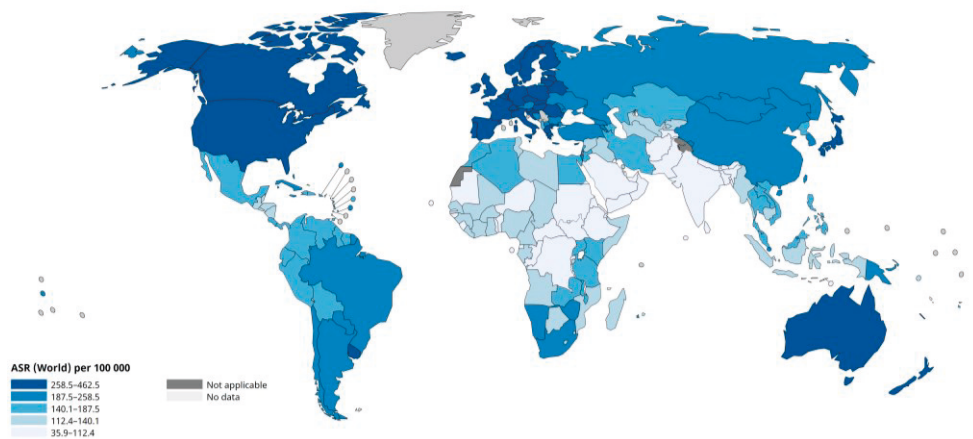 ASR (World) per 100 000
258.5–462.5
187.5–258.5
140.1–187.5
112.4–140.1
35.9–112.4
Not applicable
No data